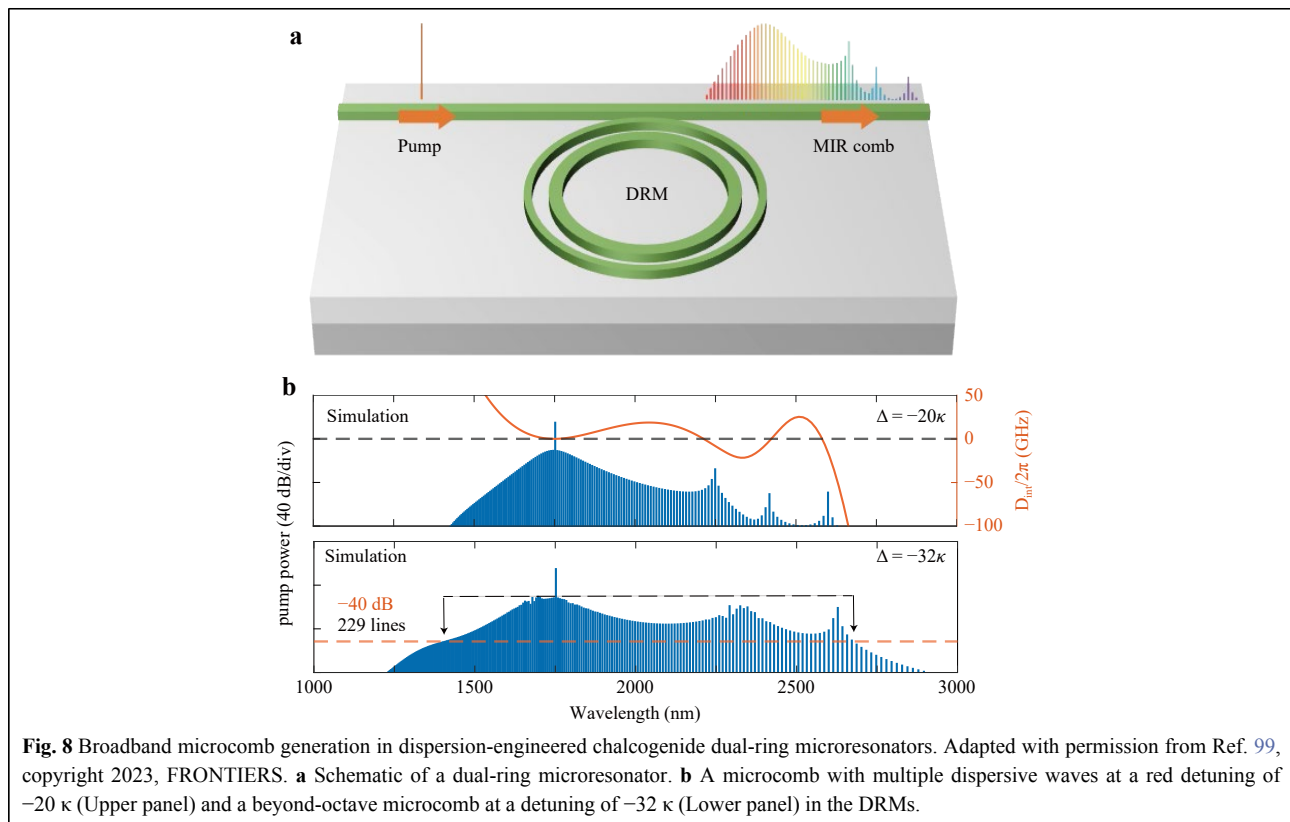 a
Pump
MIR comb
DRM
b
Simulation
Δ = −20κ
50
0
−50
−100
D_int/2π (GHz)
pump power (40 dB/div)
Simulation
Δ = −32κ
−40 dB
229 lines
1000 1500 2000 2500 3000
Wavelength (nm)
Fig. 8 Broadband microcomb generation in dispersion-engineered chalcogenide dual-ring microresonators. Adapted with permission from Ref. 99,
copyright 2023, FRONTIERS. a Schematic of a dual-ring microresonator. b A microcomb with multiple dispersive waves at a red detuning of
−20 κ (Upper panel) and a beyond-octave microcomb at a detuning of −32 κ (Lower panel) in the DRMs.